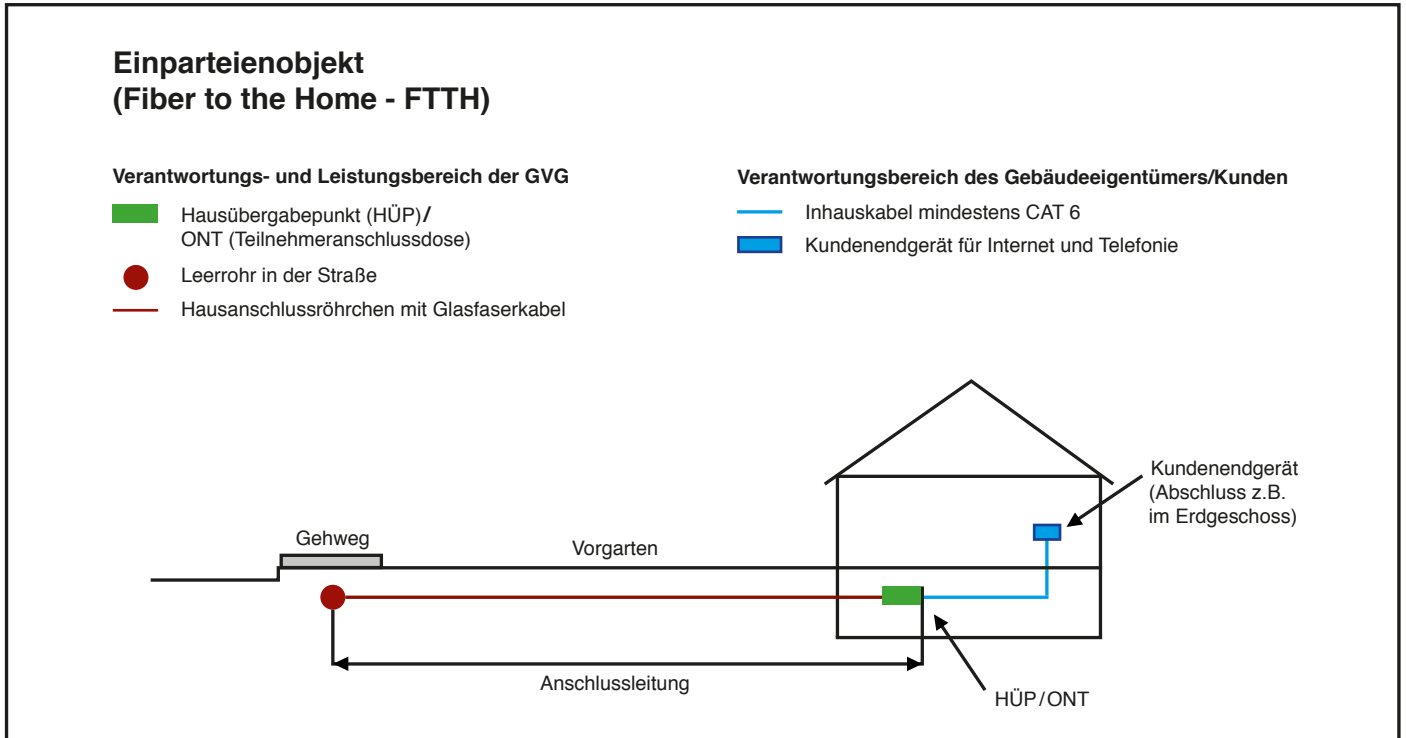 Einparteienobjekt
(Fiber to the Home - FTTH)
Verantwortungs- und Leistungsbereich der GVG
Hausübergabepunkt (HÜP)/
ONT (Teilnehmeranschlussdose)
Leerrohr in der Straße
Hausanschlussröhrchen mit Glasfaserkabel
Verantwortungsbereich des Gebäudeeigentümers/Kunden
Inhauskabel mindestens CAT 6
Kundenendgerät für Internet und Telefonie
Kundenendgerät
(Abschluss z.B.
im Erdgeschoss)
Gehweg
Vorgarten
Anschlussleitung
HÜP/ONT